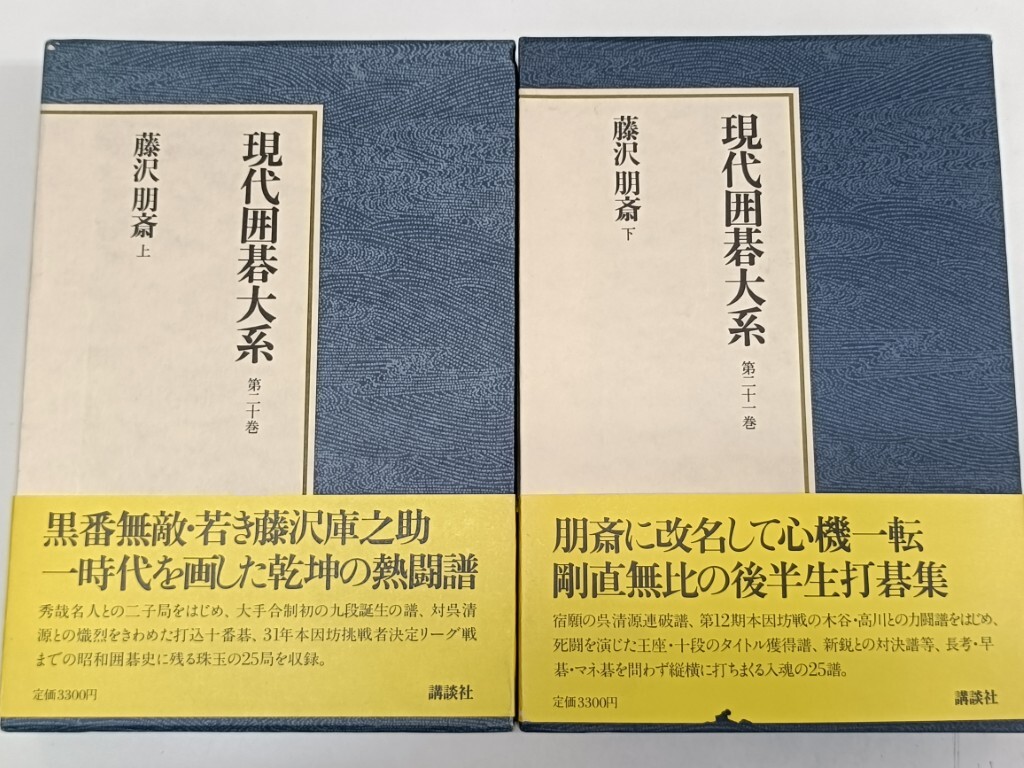 現代囲碁大系
第二十巻
藤沢朋斎 上
黒番無敵・若き藤沢庫之助
一時代を画した乾坤の熱闘譜
秀哉名人との二子局をはじめ、大手合制初の九段誕生の譜、対呉清
源との熾烈をきわめた打込十番碁、31年本因坊挑戦者決定リーグ戦
までの昭和囲碁史に残る珠玉の25局を収録。
定価3300円
講談社
現代囲碁大系
第二十一巻
藤沢朋斎 下
朋斎に改名して心機一転
剛直無比の後半生打碁集
宿願の呉清源連破譜、第12期本因坊戦の木谷・高川との力闘譜をはじめ、
死闘を演じた王座・十段のタイトル獲得譜、新鋭との対決譜等、長考・早
碁・マネ碁を問わず縦横に打ちまくる入魂の25譜。
定価3300円
講談社